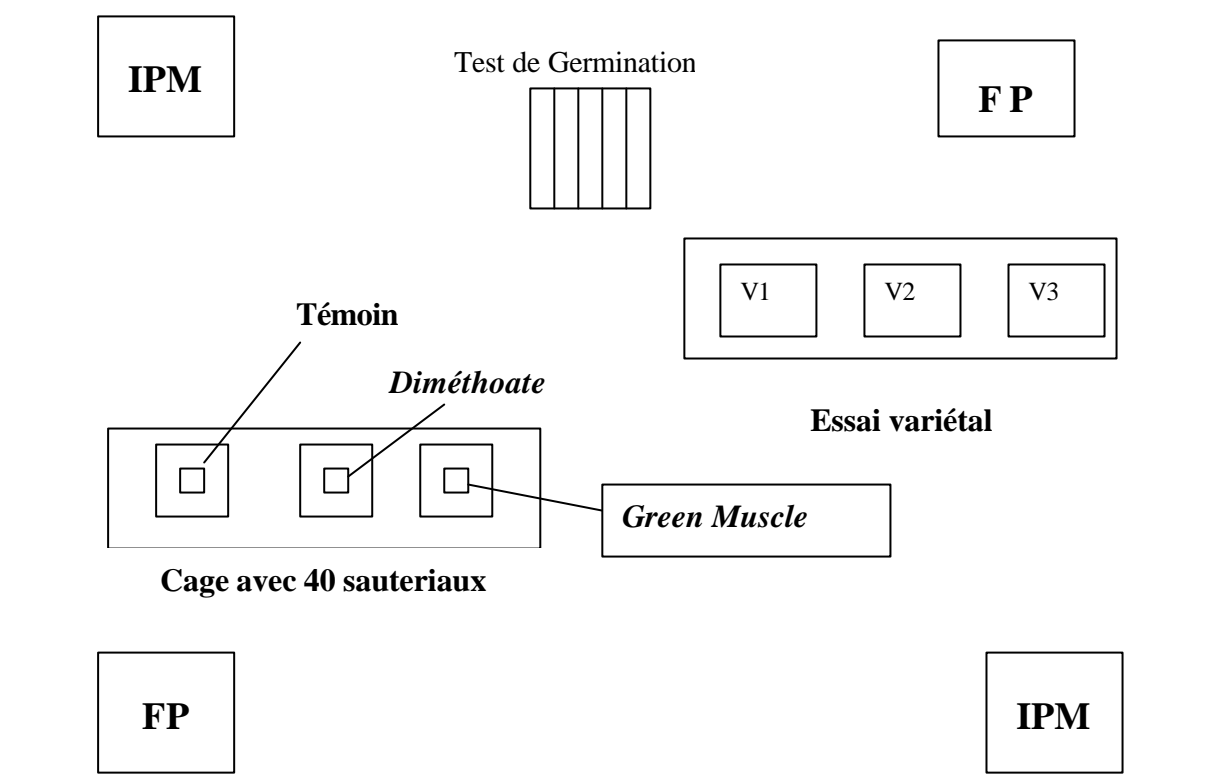 IPM
Test de Germination
F P
V1
V2
V3
Témoin
Diméthoate
Essai variétal
Green Muscle
Cage avec 40 sauteriaux
FP
IPM